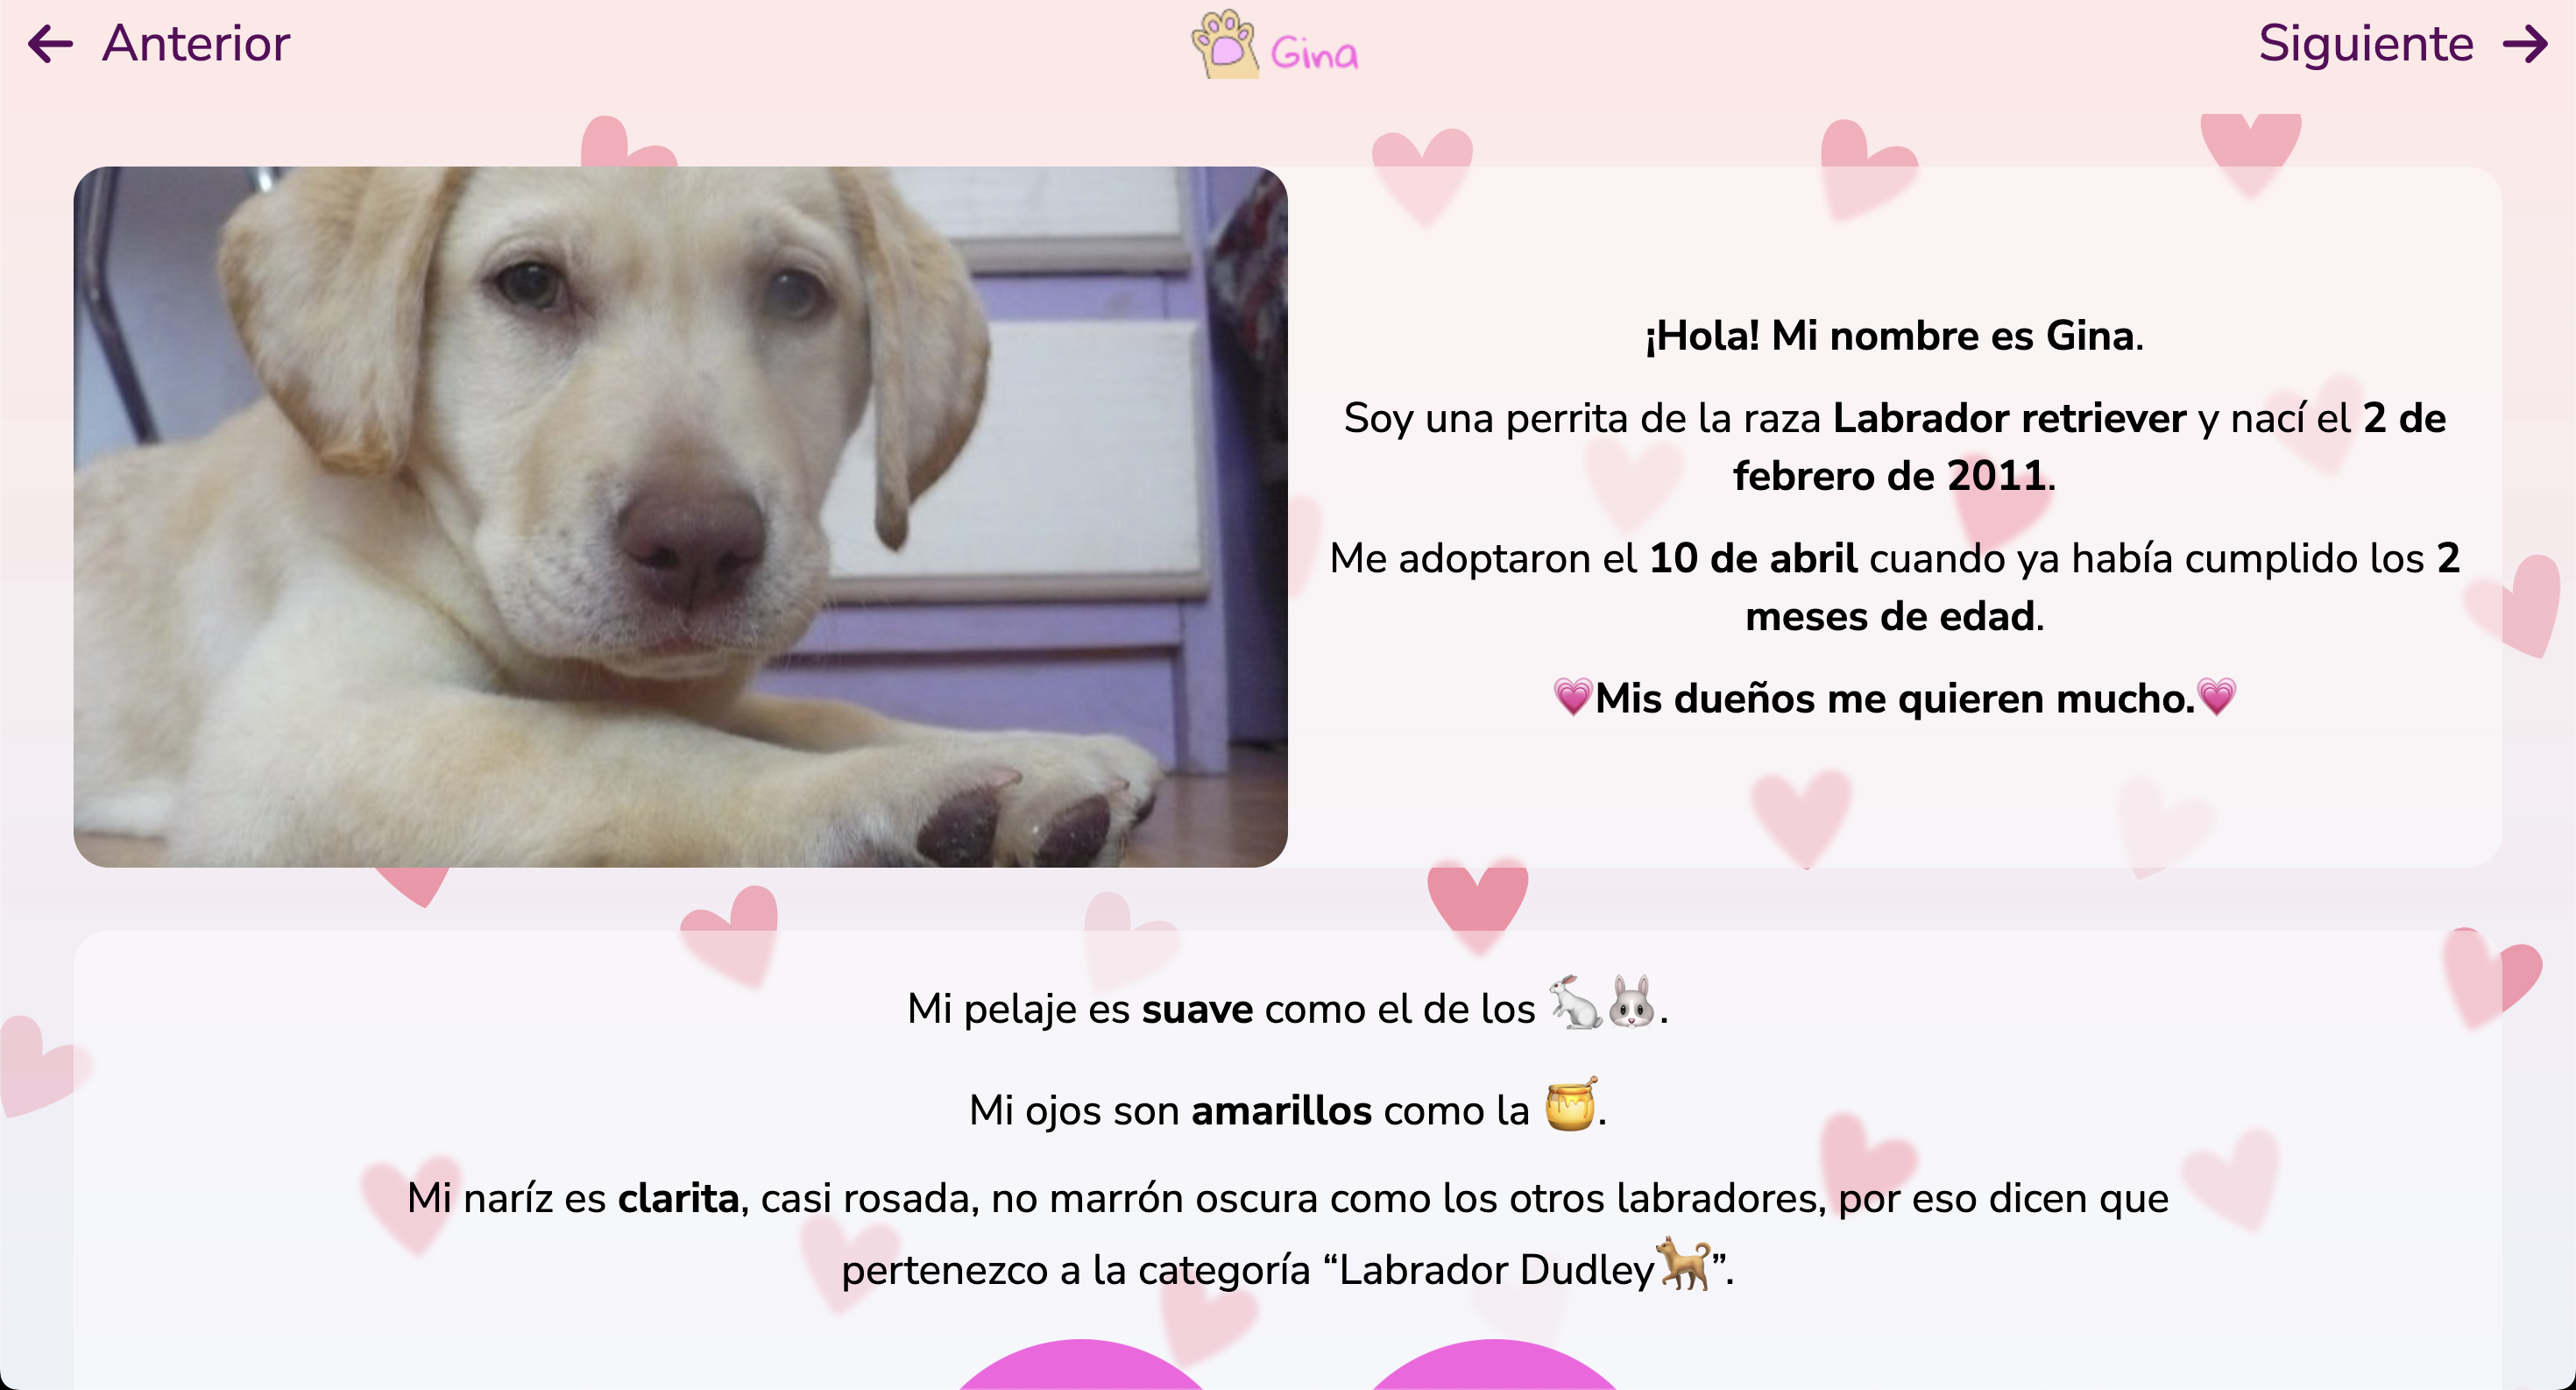 ← Anterior
Gina
Siguiente →
¡Hola! Mi nombre es Gina.
Soy una perrita de la raza Labrador retriever y nací el 2 de
febrero de 2011.
Me adoptaron el 10 de abril cuando ya había cumplido los 2
meses de edad.
💗Mis dueños me quieren mucho.💗
Mi pelaje es suave como el de los 🐇🐰.
Mi ojos son amarillos como la 🍯.
Mi naríz es clarita, casi rosada, no marrón oscura como los otros labradores, por eso dicen que
pertenezco a la categoría “Labrador Dudley🐕”.